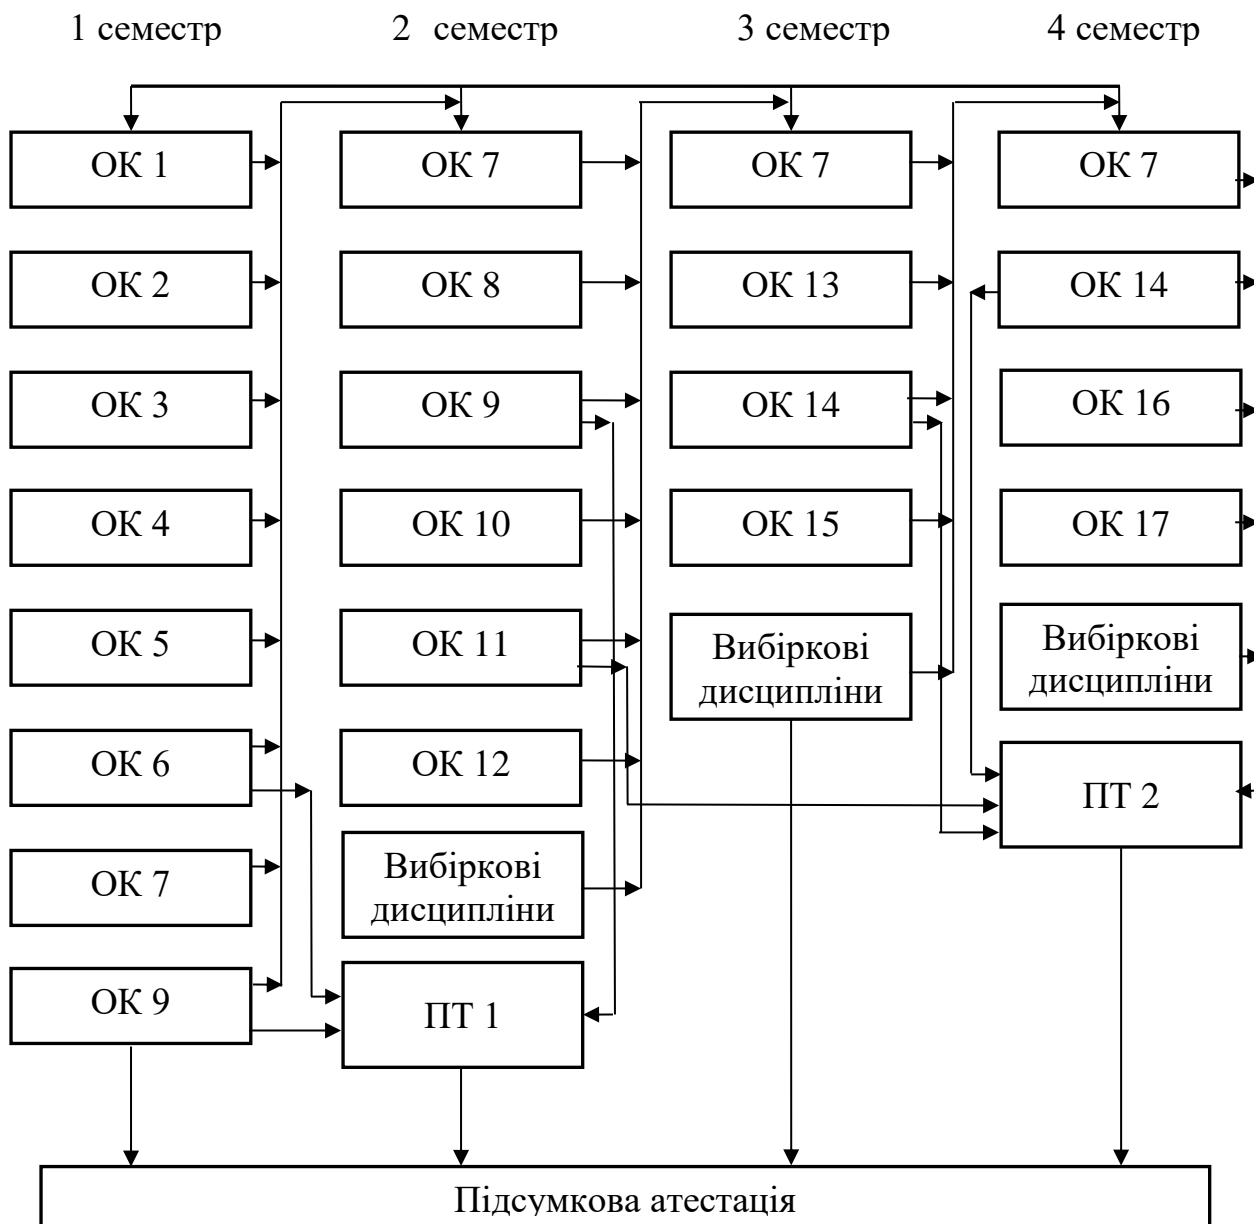 1 семестр
2 семестр
3 семестр
4 семестр
ОК 1
ОК 7
ОК 7
ОК 7
ОК 2
ОК 8
ОК 13
ОК 14
ОК 3
ОК 9
ОК 14
ОК 16
ОК 4
ОК 10
ОК 15
ОК 17
ОК 5
ОК 11
Вибіркові
дисципліни
Вибіркові
дисципліни
ОК 6
ОК 12
ПТ 2
ОК 7
Вибіркові
дисципліни
ОК 9
ПТ 1
Підсумкова атестація